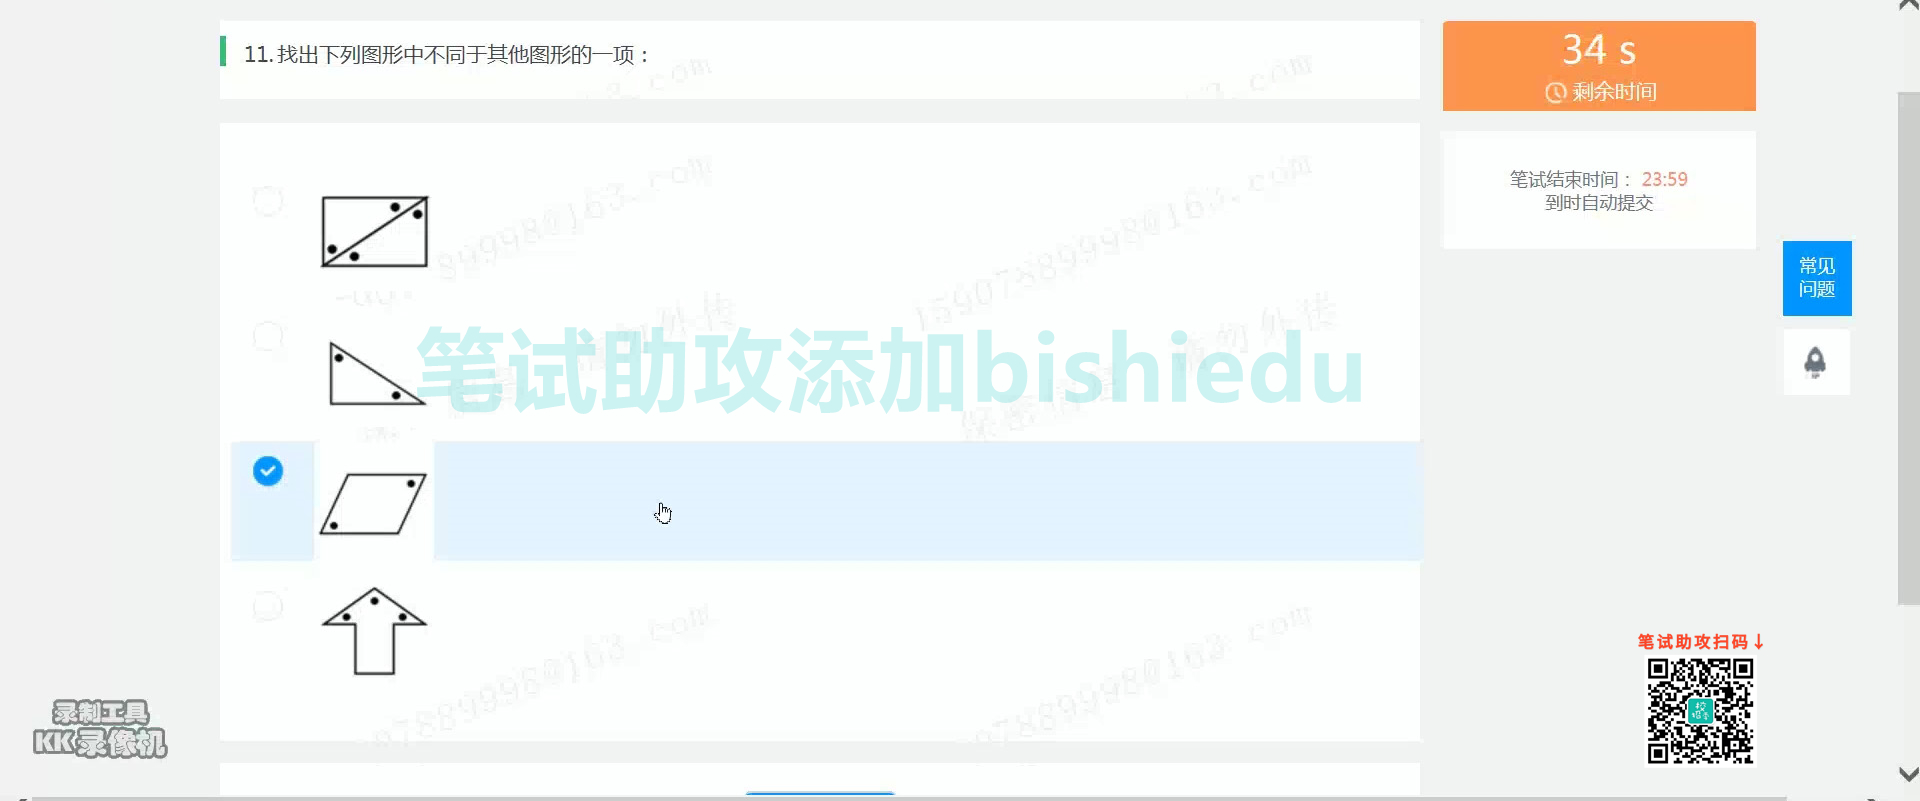 11. 找出下列图形中不同于其他图形的一项：
34 s
剩余时间
笔试结束时间： 23:59
到时自动提交
常见
问题
笔试助攻添加bishiedu
笔试助攻扫码↓
录制工具
KK录像机